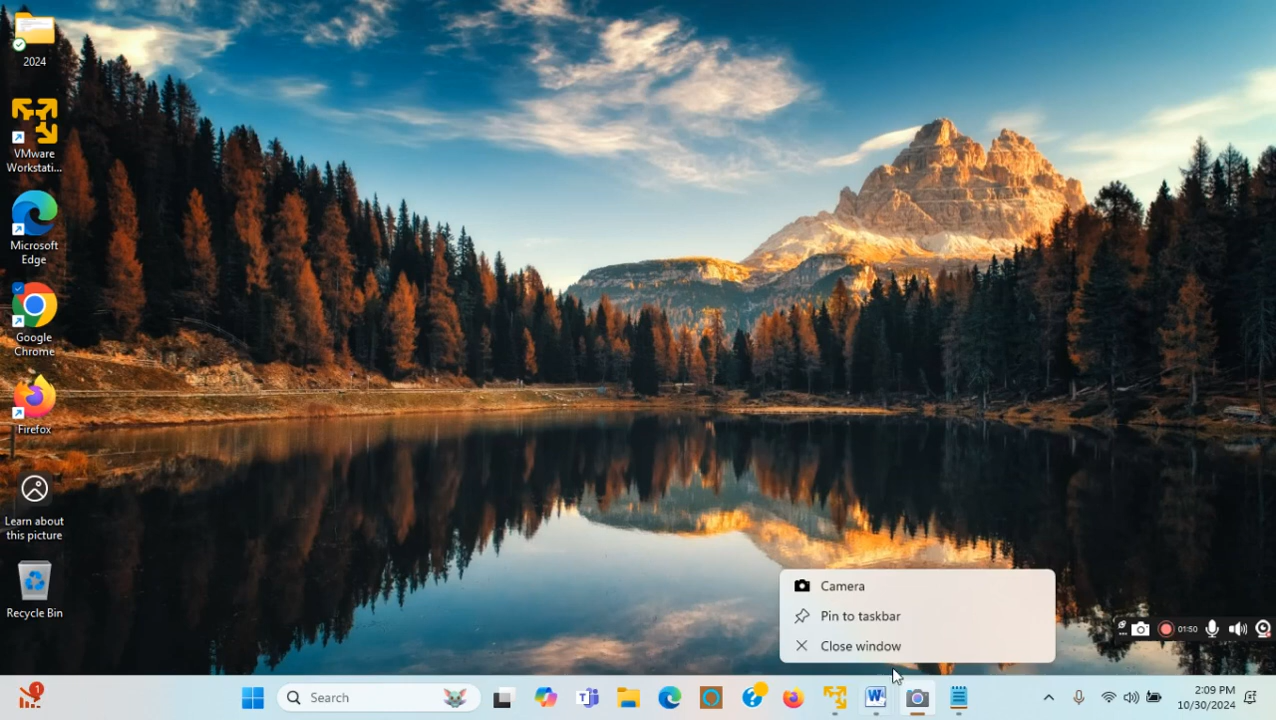 2024
VMware
Workstati...
Microsoft
Edge
Google
Chrome
Firefox
Learn about
this picture
Recycle Bin
Camera
Pin to taskbar
Close window
01:50
1
Search
2:09 PM
10/30/2024